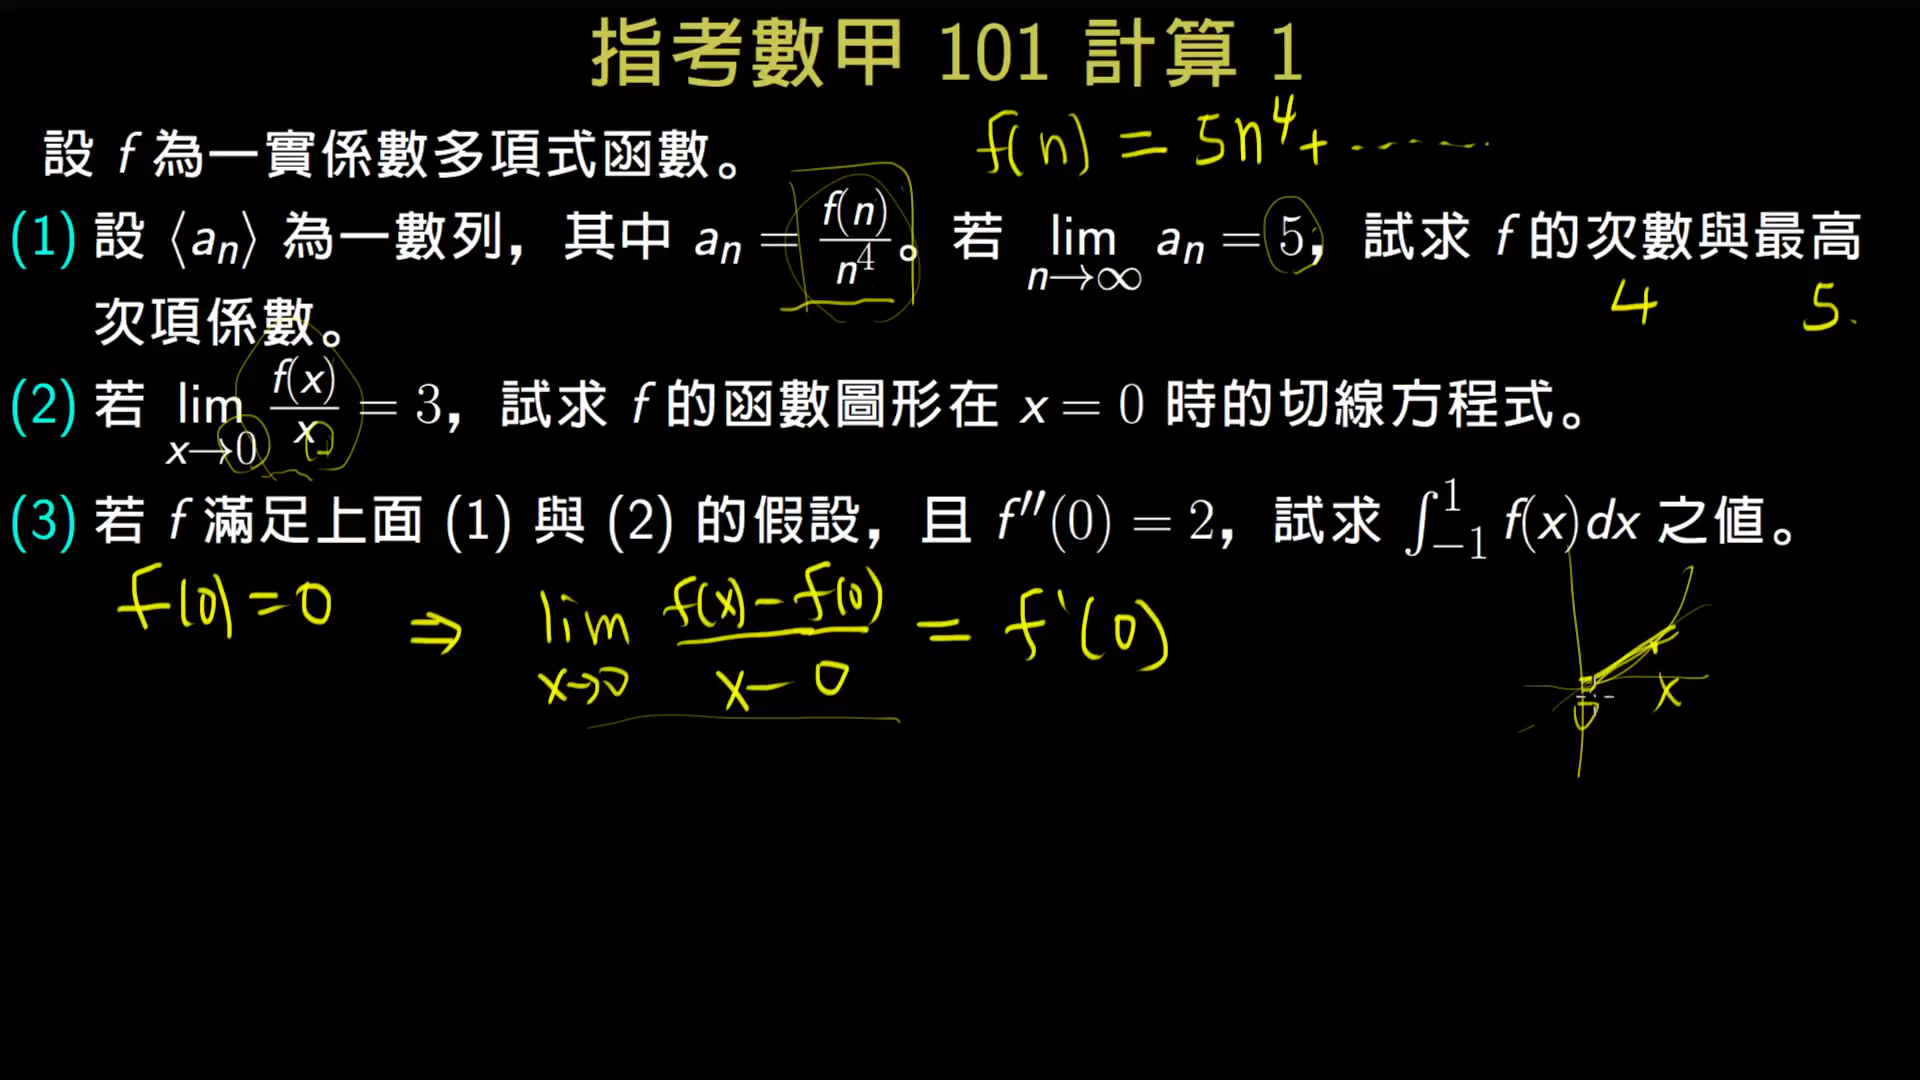 指考數甲 101 計算 1
設 f 為一實係數多項式函數。
f(n) = 5n⁴+ ······
(1) 設 ⟨aₙ⟩ 為一數列，其中 aₙ = f(n)/n⁴。若 lim n→∞ aₙ = 5，試求 f 的次數與最高
次項係數。
4 5.
(2) 若 lim x→0 f(x)/x = 3，試求 f 的函數圖形在 x = 0 時的切線方程式。
(3) 若 f 滿足上面 (1) 與 (2) 的假設，且 f″(0) = 2，試求 ∫₋₁¹ f(x)dx 之值。
f(0)=0 ⇒ lim x→0 f(x)−f(0)/x−0 = f'(0)
0 x